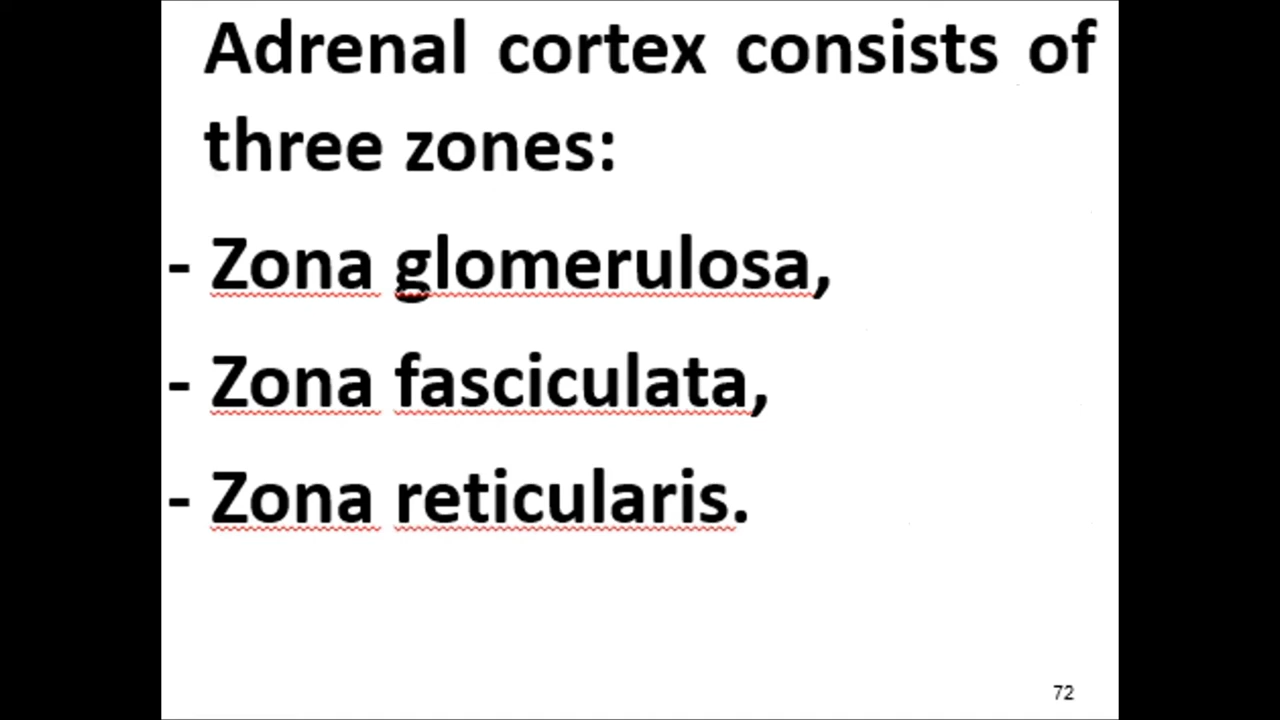 Adrenal cortex consists of
three zones:
- Zona glomerulosa,
- Zona fasciculata,
- Zona reticularis.
72